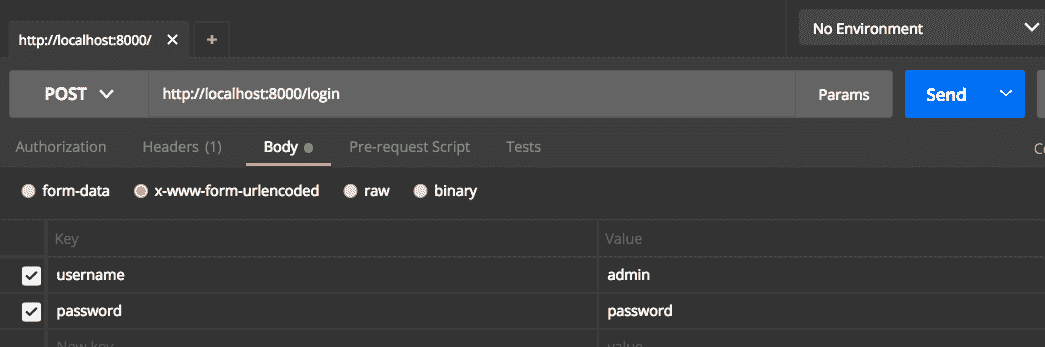 http://localhost:8000/ × +
No Environment
POST http://localhost:8000/login Params Send
Authorization Headers (1) Body Pre-request Script Tests
form-data x-www-form-urlencoded raw binary
Key Value
username admin
password password
New key value